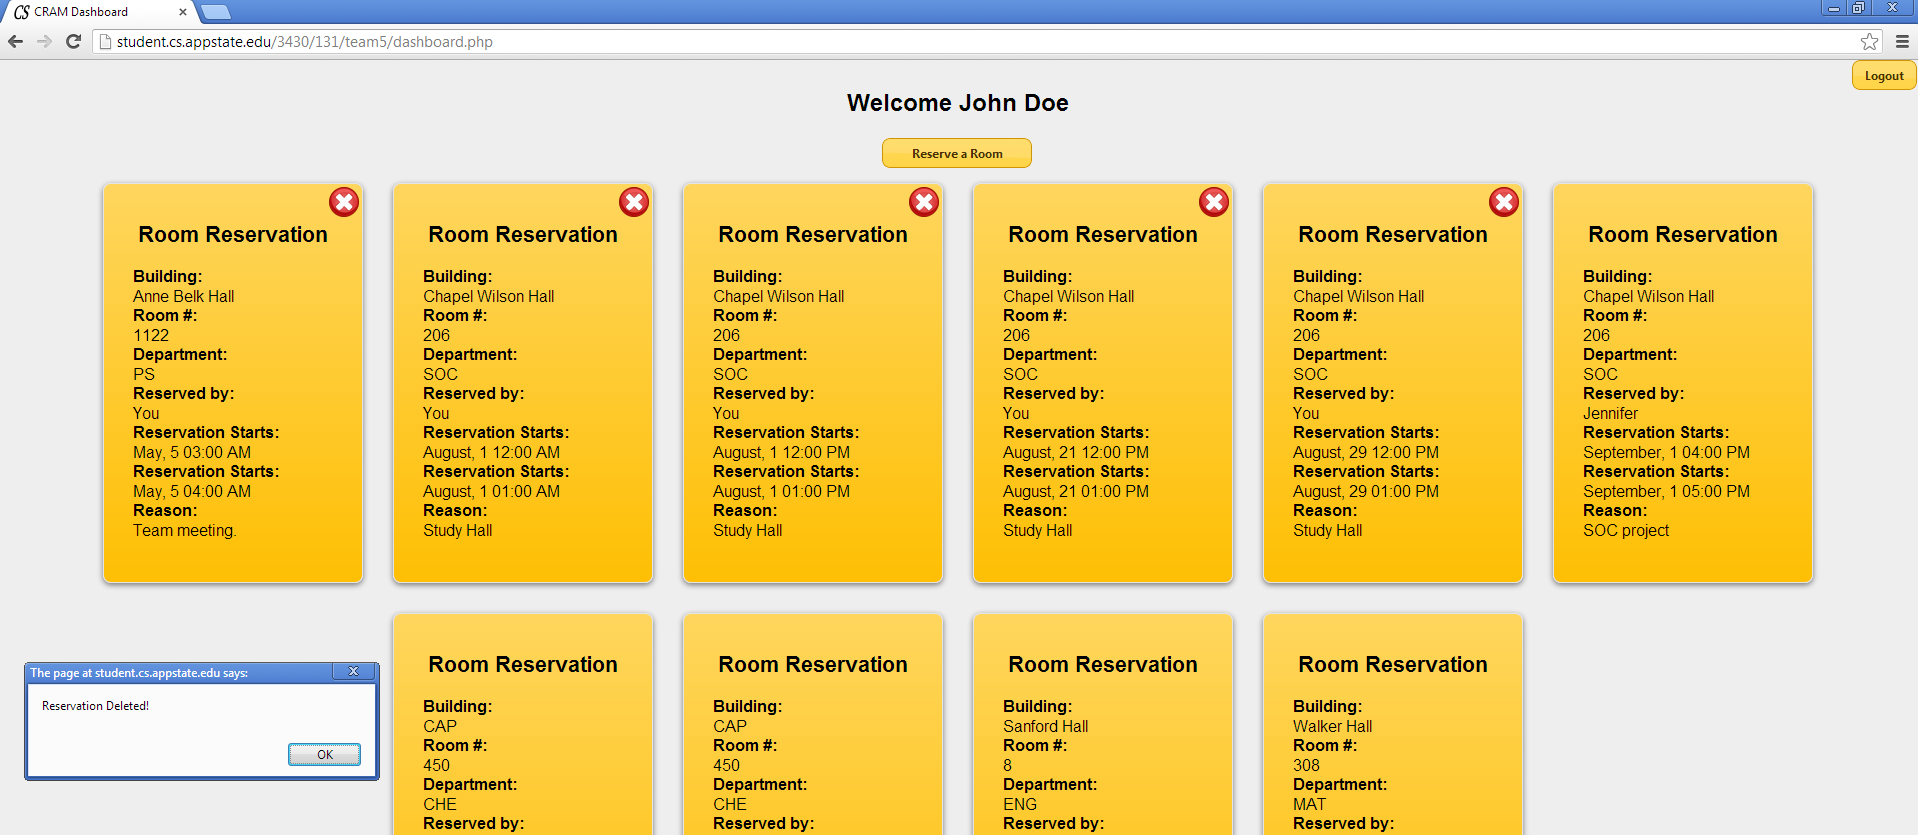 CS CRAM Dashboard
student.cs.appstate.edu/3430/131/team5/dashboard.php
Logout
Welcome John Doe
Reserve a Room
Room Reservation
Building:
Anne Belk Hall
Room #:
1122
Department:
PS
Reserved by:
You
Reservation Starts:
May, 5 03:00 AM
Reservation Starts:
May, 5 04:00 AM
Reason:
Team meeting.
Room Reservation
Building:
Chapel Wilson Hall
Room #:
206
Department:
SOC
Reserved by:
You
Reservation Starts:
August, 1 12:00 AM
Reservation Starts:
August, 1 01:00 AM
Reason:
Study Hall
Room Reservation
Building:
Chapel Wilson Hall
Room #:
206
Department:
SOC
Reserved by:
You
Reservation Starts:
August, 1 12:00 PM
Reservation Starts:
August, 1 01:00 PM
Reason:
Study Hall
Room Reservation
Building:
Chapel Wilson Hall
Room #:
206
Department:
SOC
Reserved by:
You
Reservation Starts:
August, 21 12:00 PM
Reservation Starts:
August, 21 01:00 PM
Reason:
Study Hall
Room Reservation
Building:
Chapel Wilson Hall
Room #:
206
Department:
SOC
Reserved by:
You
Reservation Starts:
August, 29 12:00 PM
Reservation Starts:
August, 29 01:00 PM
Reason:
Study Hall
Room Reservation
Building:
Chapel Wilson Hall
Room #:
206
Department:
SOC
Reserved by:
Jennifer
Reservation Starts:
September, 1 04:00 PM
Reservation Starts:
September, 1 05:00 PM
Reason:
SOC project
The page at student.cs.appstate.edu says:
Reservation Deleted!
OK
Room Reservation
Building:
CAP
Room #:
450
Department:
CHE
Reserved by:
Room Reservation
Building:
CAP
Room #:
450
Department:
CHE
Reserved by:
Room Reservation
Building:
Sanford Hall
Room #:
8
Department:
ENG
Reserved by:
Room Reservation
Building:
Walker Hall
Room #:
308
Department:
MAT
Reserved by: